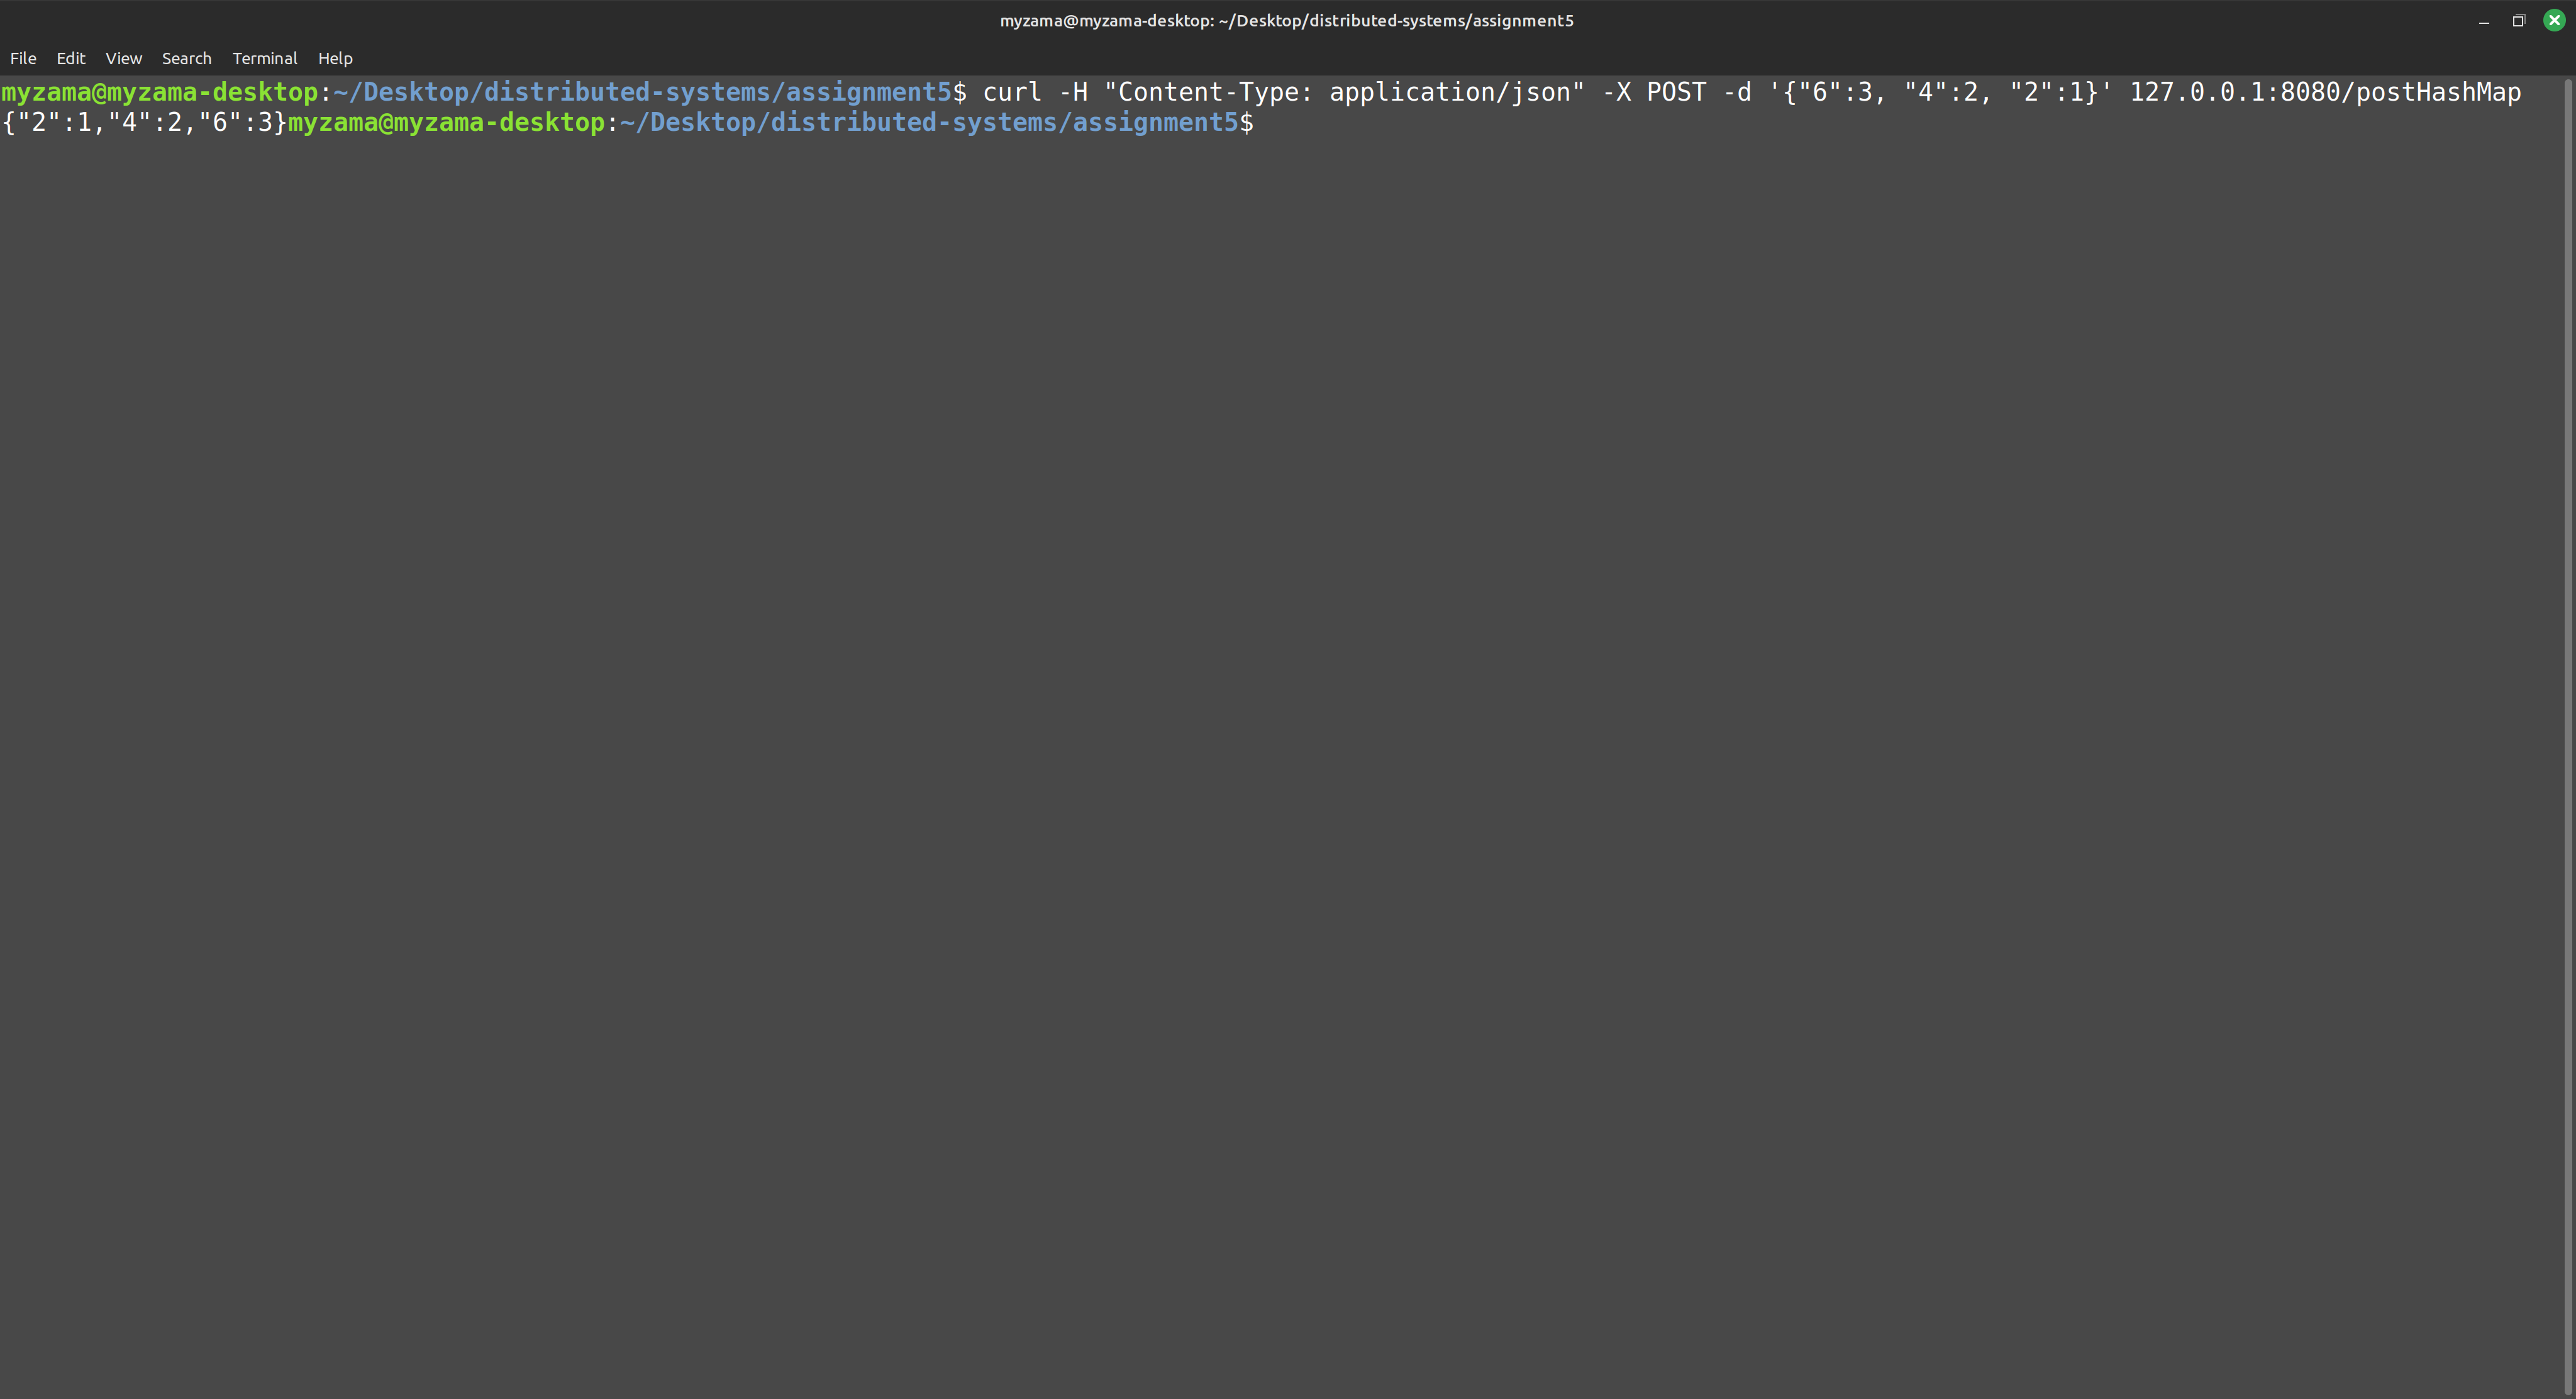 myzama@myzama-desktop: ~/Desktop/distributed-systems/assignment5
File Edit View Search Terminal Help
myzama@myzama-desktop:~/Desktop/distributed-systems/assignment5$ curl -H "Content-Type: application/json" -X POST -d '{"6":3, "4":2, "2":1}' 127.0.0.1:8080/postHashMap
{"2":1,"4":2,"6":3}myzama@myzama-desktop:~/Desktop/distributed-systems/assignment5$